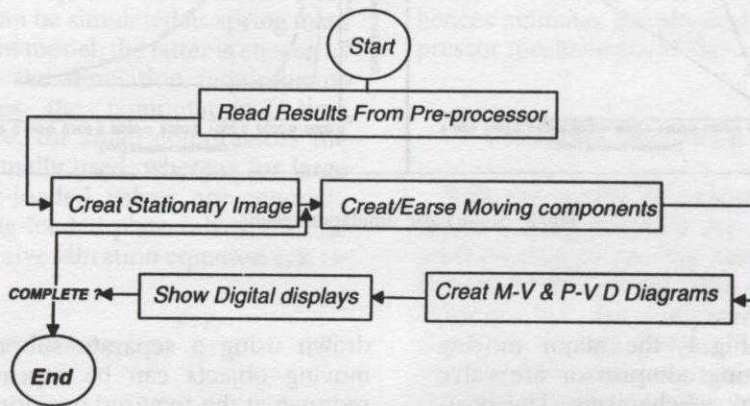 Start
Read Results From Pre-processor.
Creat Stationary Image
Creat/Earse Moving components
COMPLETE ?
Show Digital displays
Creat M-V & P-V D Diagrams
End